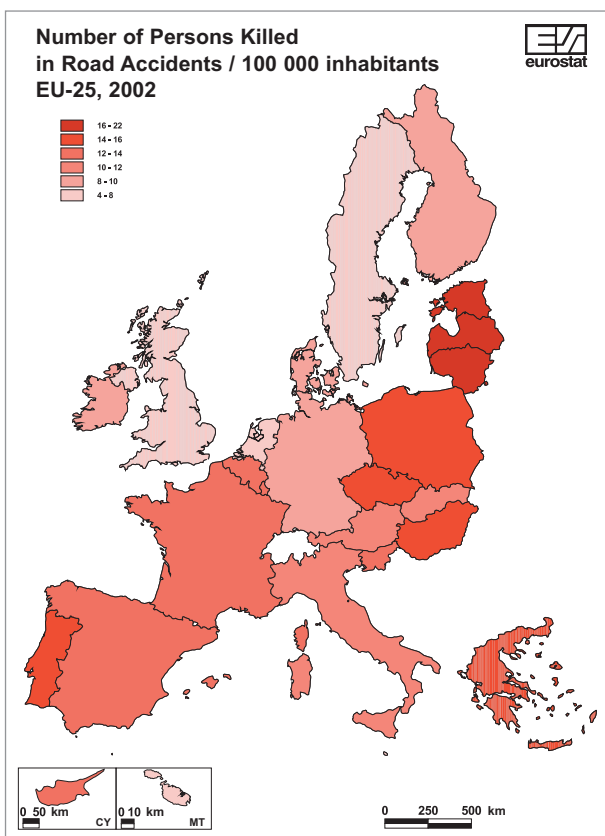 Number of Persons Killed
in Road Accidents / 100 000 inhabitants
EU-25, 2002
eurostat
16 - 22
14 - 16
12 - 14
10 - 12
8 - 10
4 - 8
0 50 km
CY
0 10 km
MT
0 250 500 km